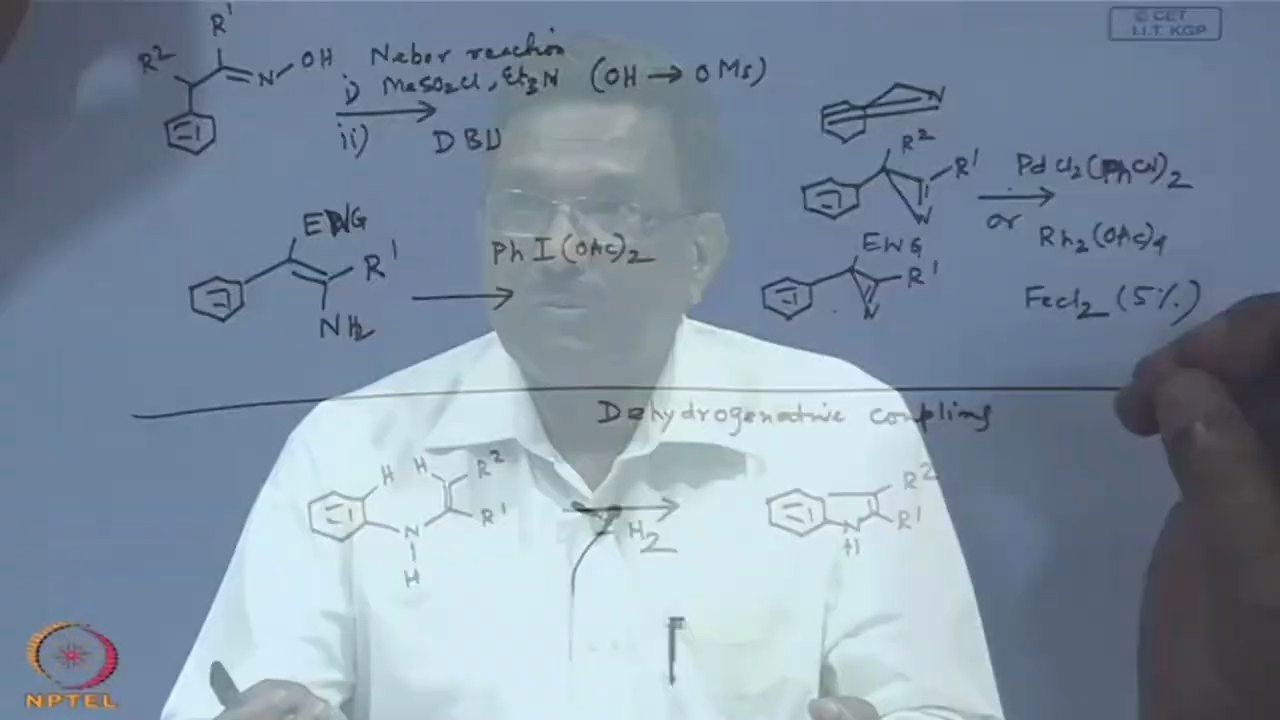 © CET
I.I.T. KGP
R¹
R²
N
OH
Neber reaction
i) MeSO2Cl, Et3N (OH → OMs)
ii) DBU
N
R²
R¹
N
PdCl2(PhCN)2
or Rh2(OAc)4
FeCl2 (5%)
EWG
R¹
NH2
PhI(OAc)2
EWG
R¹
N
Dehydrogenative coupling
H
H
R²
R¹
N
H
H2
R²
R¹
N
H
NPTEL